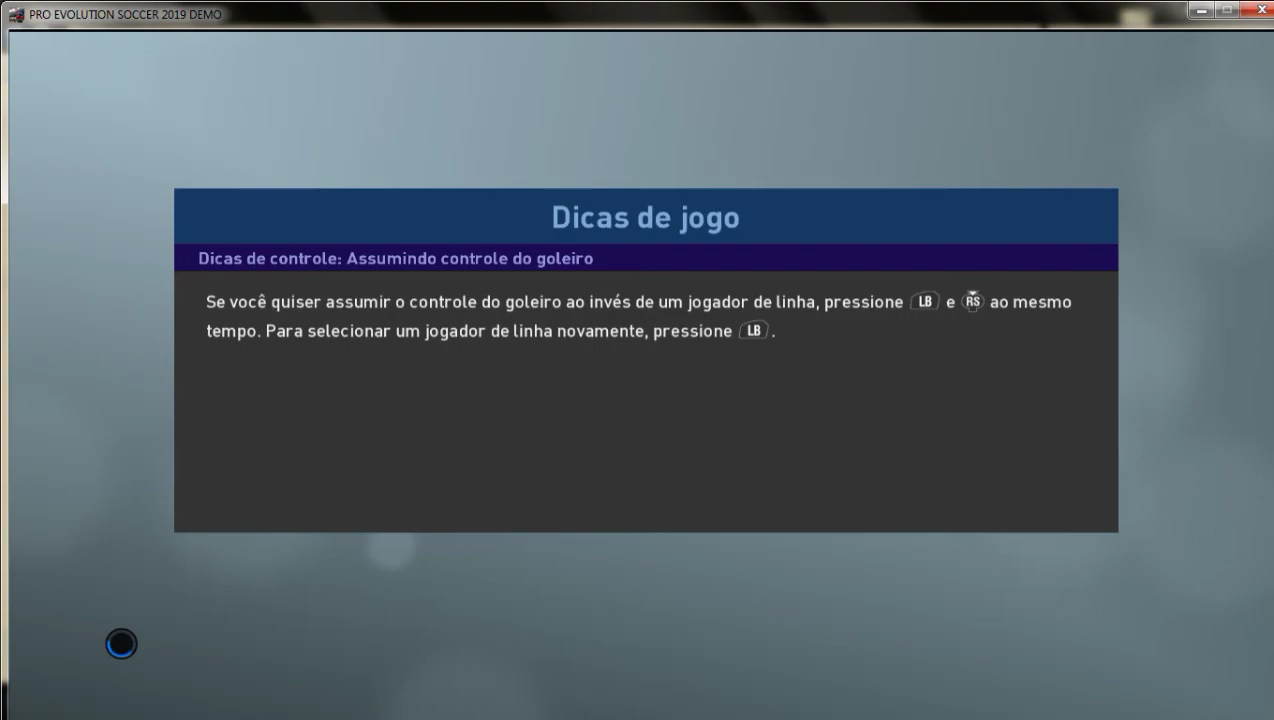 PRO EVOLUTION SOCCER 2019 DEMO
Dicas de jogo
Dicas de controle: Assumindo controle do goleiro
Se você quiser assumir o controle do goleiro ao invés de um jogador de linha, pressione LB e RS ao mesmo
tempo. Para selecionar um jogador de linha novamente, pressione LB .